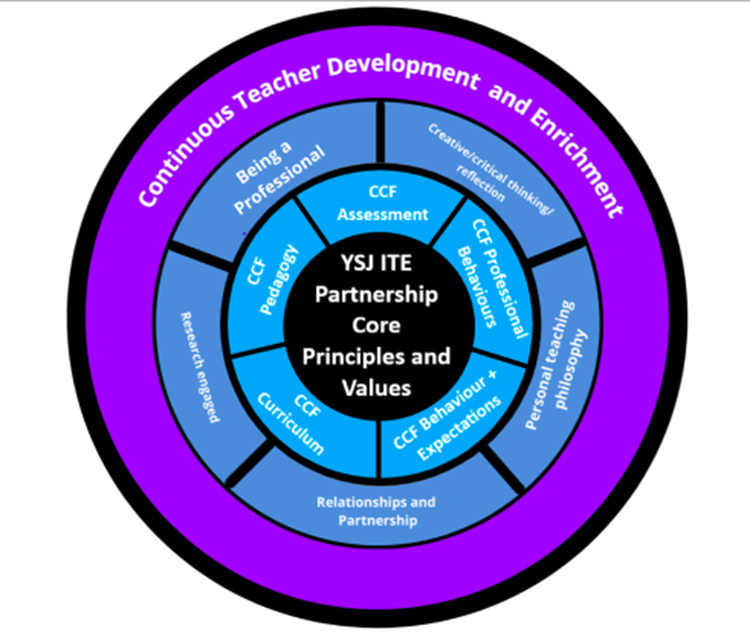 Continuous Teacher Development and Enrichment
Being a
Professional
Creative/critical thinking/
reflection
Personal teaching
philosophy
Relationships and
Partnership
Research engaged
CCF
Assessment
CCF Professional
Behaviours
CCF Behaviour +
Expectations
CCF
Curriculum
CCF
Pedagogy
YSJ ITE
Partnership
Core
Principles and
Values